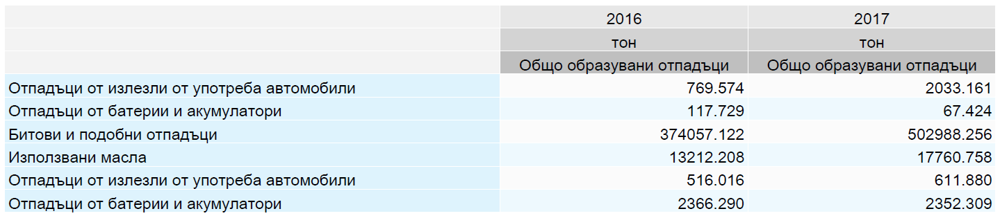 2016 2017
тон тон
Общо образувани отпадъци Общо образувани отпадъци
Отпадъци от излезли от употреба автомобили 769.574 2033.161
Отпадъци от батерии и акумулатори 117.729 67.424
Битови и подобни отпадъци 374057.122 502988.256
Използвани масла 13212.208 17760.758
Отпадъци от излезли от употреба автомобили 516.016 611.880
Отпадъци от батерии и акумулатори 2366.290 2352.309